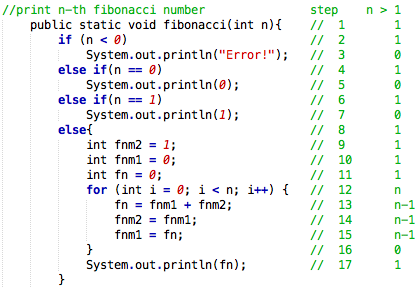 //print n-th fibonacci number                step    n > 1
    public static void fibonacci(int n){    //  1       1
        if (n < 0)                          //  2       1
            System.out.println("Error!");   //  3       0
        else if(n == 0)                     //  4       1
            System.out.println(0);          //  5       0
        else if(n == 1)                     //  6       1
            System.out.println(1);          //  7       0
        else{                               //  8       1
            int fnm2 = 1;                   //  9       1
            int fnm1 = 0;                   //  10      1
            int fn = 0;                     //  11      1
            for (int i = 0; i < n; i++) {   //  12      n
                fn = fnm1 + fnm2;           //  13      n-1
                fnm2 = fnm1;                //  14      n-1
                fnm1 = fn;                  //  15      n-1
            }                               //  16      0
            System.out.println(fn);         //  17      1
        }